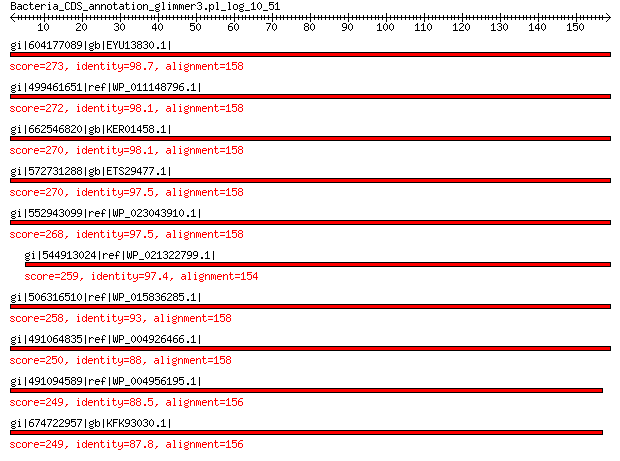 Bacteria_CDS_annotation_glimmer3.pl_log_10_51
10 20 30 40 50 60 70 80 90 100 110 120 130 140 150
gi|604177089|gb|EYU13830.1|
score=273, identity=98.7, alignment=158
gi|499461651|ref|WP_011148796.1|
score=272, identity=98.1, alignment=158
gi|662546820|gb|KER01458.1|
score=270, identity=98.1, alignment=158
gi|572731288|gb|ETS29477.1|
score=270, identity=97.5, alignment=158
gi|552943099|ref|WP_023043910.1|
score=268, identity=97.5, alignment=158
gi|544913024|ref|WP_021322799.1|
score=259, identity=97.4, alignment=154
gi|506316510|ref|WP_015836285.1|
score=258, identity=93, alignment=158
gi|491064835|ref|WP_004926466.1|
score=250, identity=88, alignment=158
gi|491094589|ref|WP_004956195.1|
score=249, identity=88.5, alignment=156
gi|674722957|gb|KFK93030.1|
score=249, identity=87.8, alignment=156